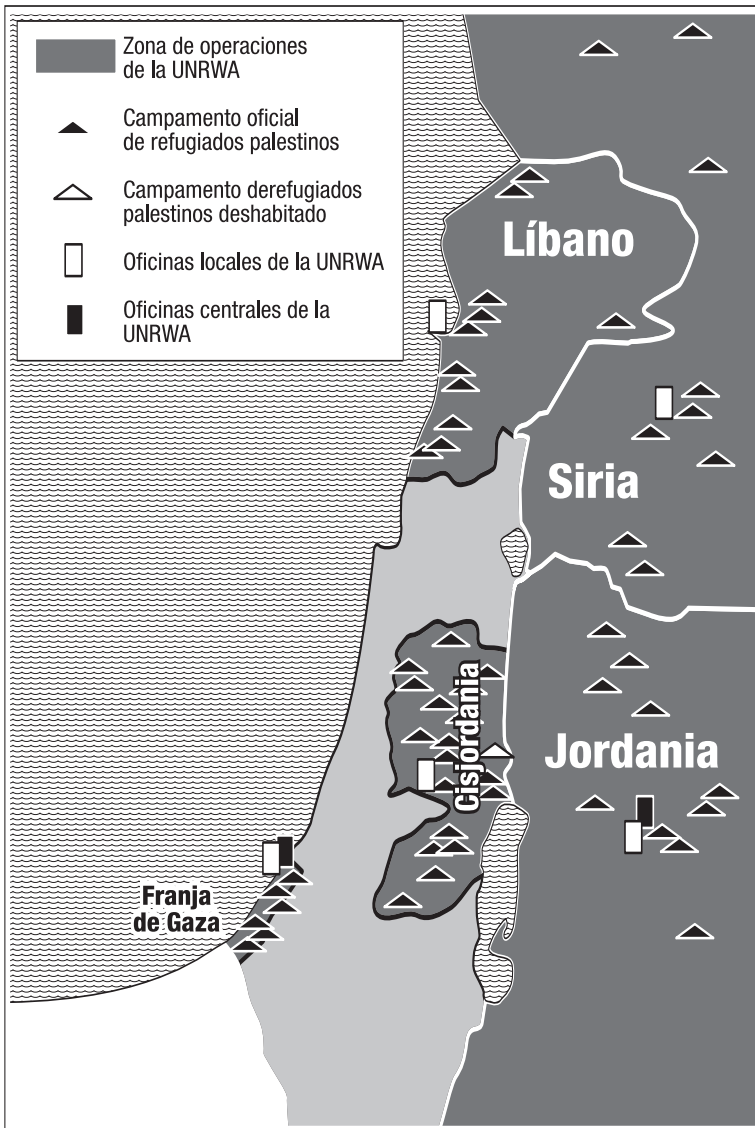 Zona de operaciones
de la UNRWA
Campamento oficial
de refugiados palestinos
Campamento derefugiados
palestinos deshabitado
Oficinas locales de la UNRWA
Oficinas centrales de la
UNRWA
Líbano
Siria
Cisjordania
Jordania
Franja
de Gaza